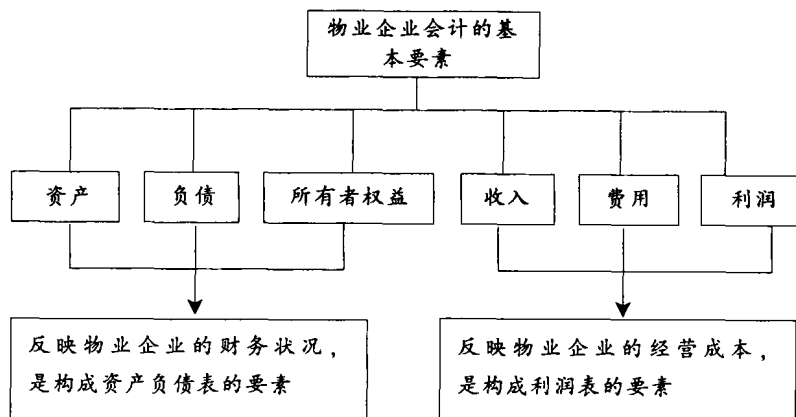 物业企业会计的基
本要素
资产
负债
所有者权益
收入
费用
利润
反映物业企业的财务状况，
是构成资产负债表的要素
反映物业企业的经营成本，
是构成利润表的要素